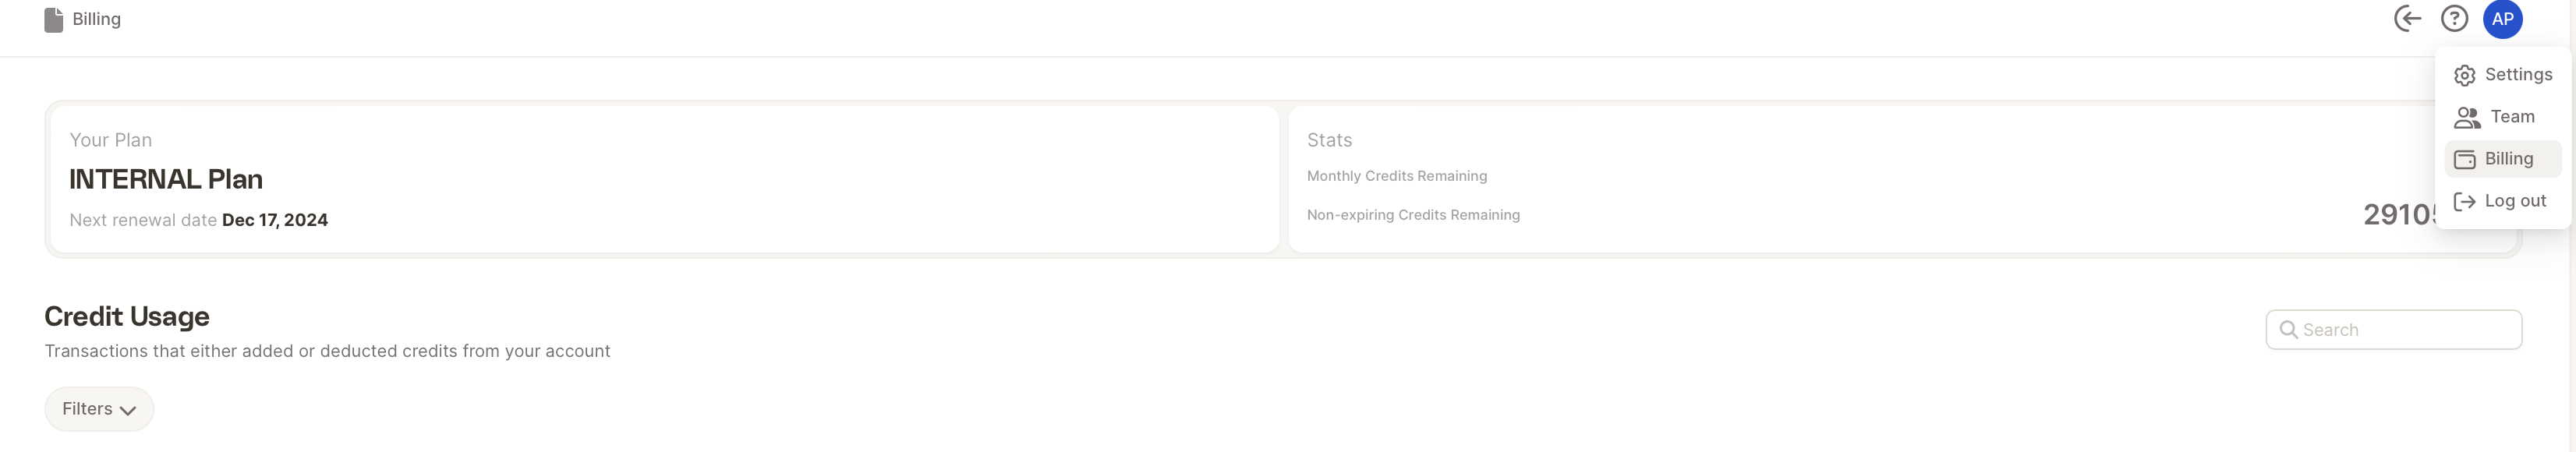 Billing
AP
Settings
Team
Billing
Log out
Your Plan
INTERNAL Plan
Next renewal date Dec 17, 2024
Stats
Monthly Credits Remaining
Non-expiring Credits Remaining
Credit Usage
Transactions that either added or deducted credits from your account
Search
Filters